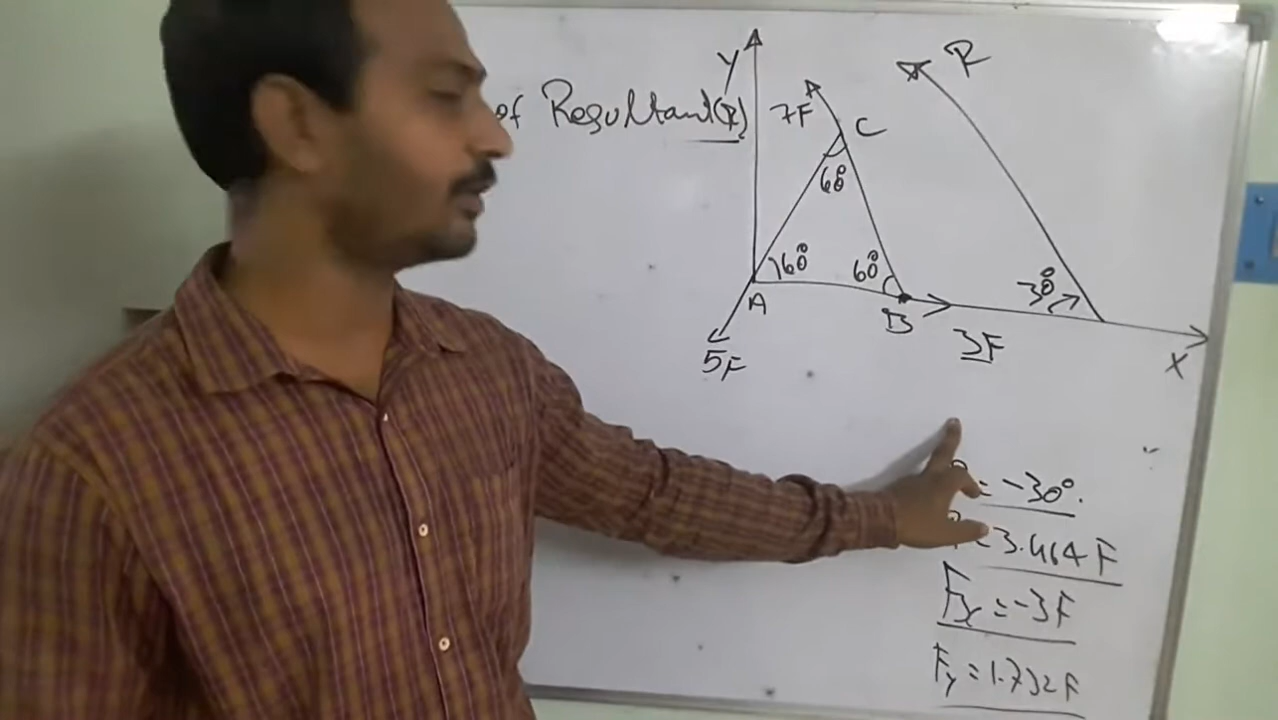 of Resultant(R)
Y
7F
C
R
60°
60°
60°
30°
A
B
3F
X
5F
= -30°.
= 3.464 F
Fx = -3F
Fy = 1.732F